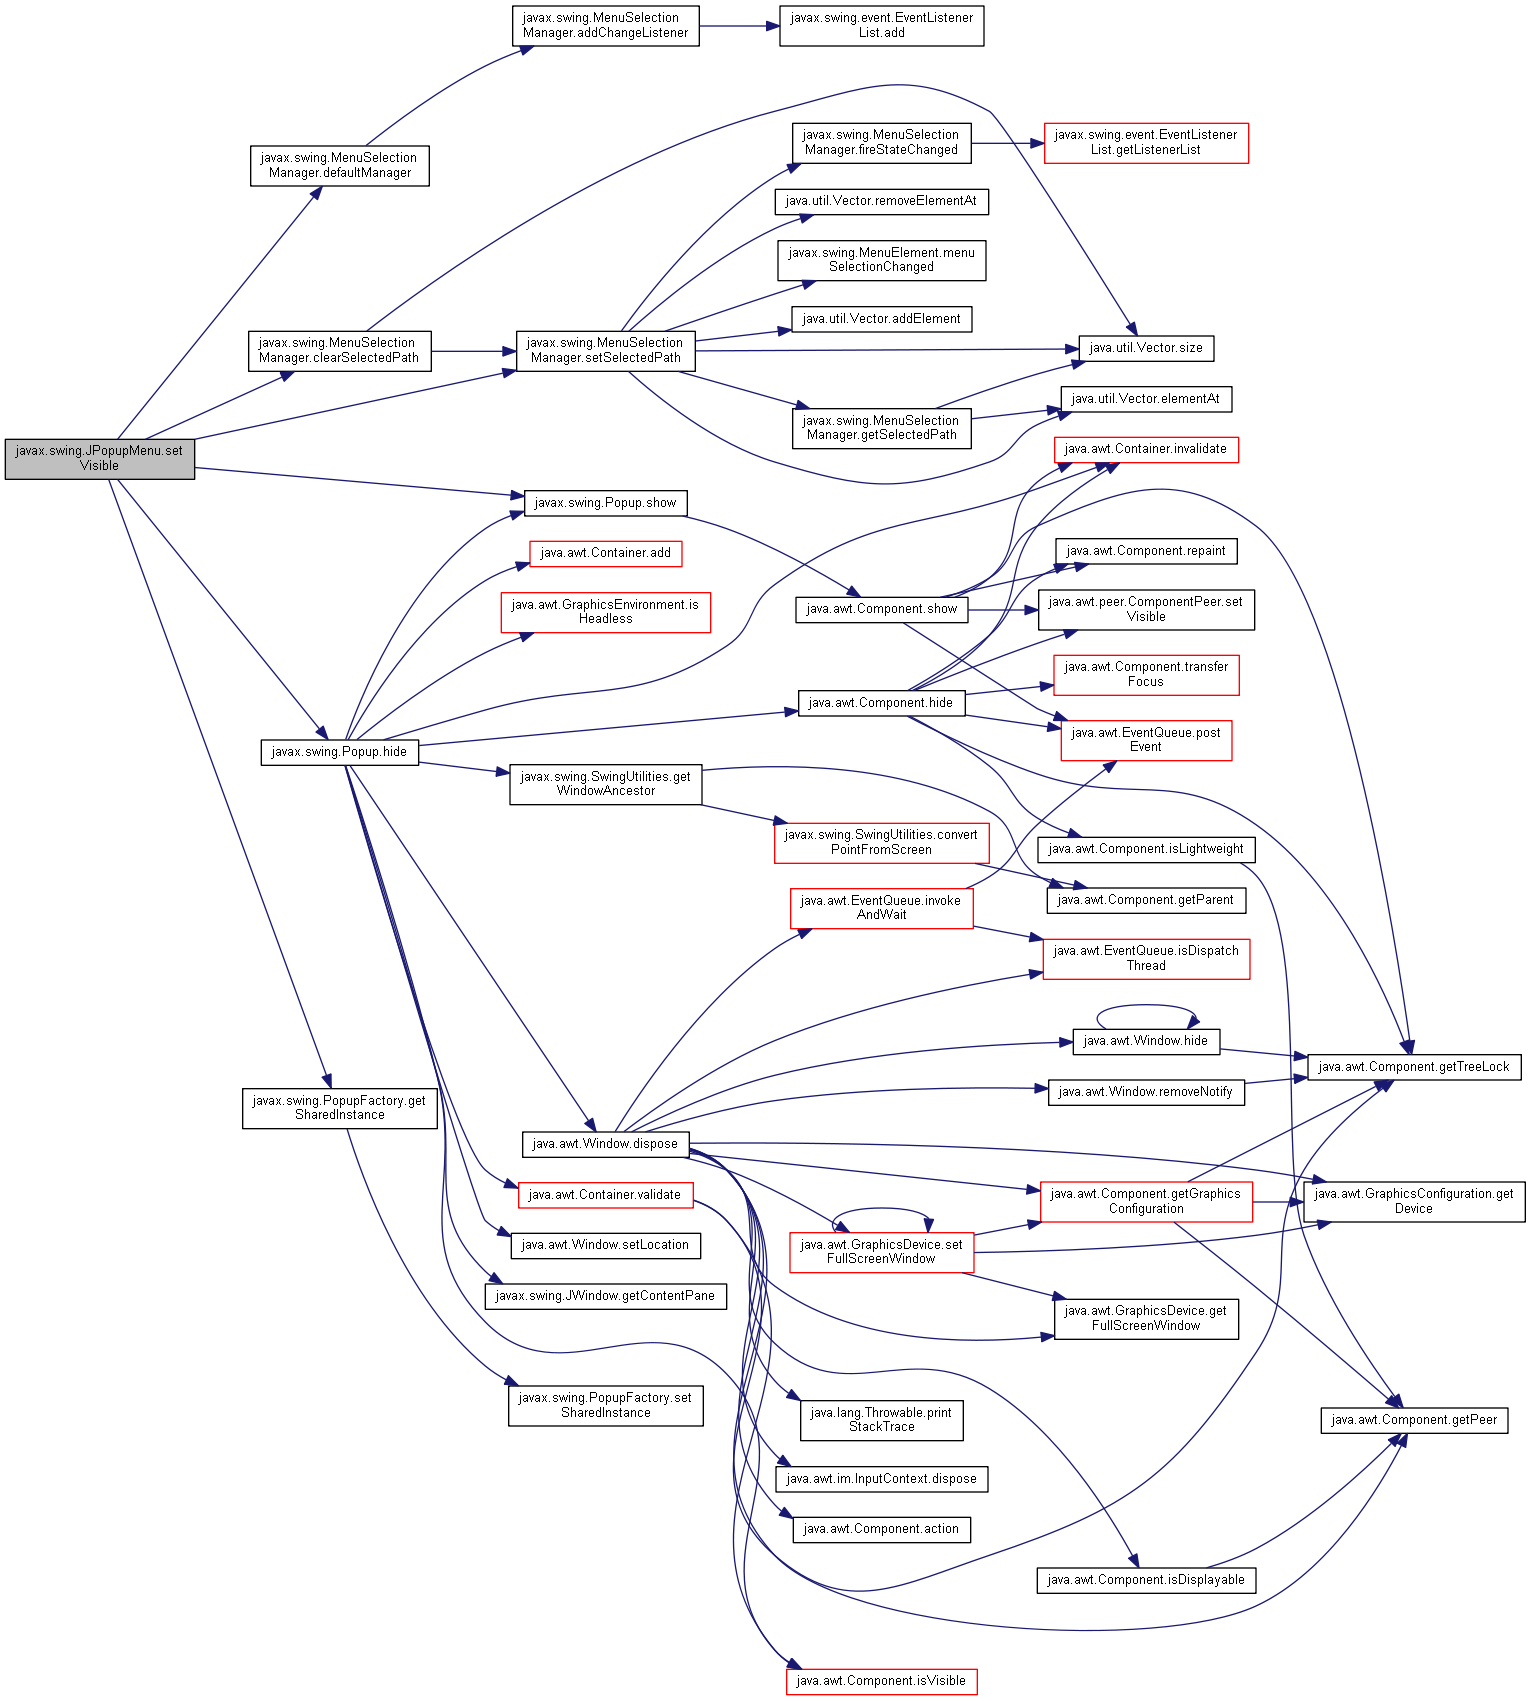 javax.swing.MenuSelection
Manager.addChangeListener
javax.swing.event.EventListener
List.add
javax.swing.MenuSelection
Manager.fireStateChanged
javax.swing.event.EventListener
List.getListenerList
javax.swing.MenuSelection
Manager.defaultManager
java.util.Vector.removeElementAt
javax.swing.MenuElement.menu
SelectionChanged
java.util.Vector.addElement
javax.swing.MenuSelection
Manager.clearSelectedPath
javax.swing.MenuSelection
Manager.setSelectedPath
java.util.Vector.size
java.util.Vector.elementAt
javax.swing.MenuSelection
Manager.getSelectedPath
javax.swing.JPopupMenu.set
Visible
java.awt.Container.invalidate
javax.swing.Popup.show
java.awt.Container.add
java.awt.Component.repaint
java.awt.GraphicsEnvironment.is
Headless
java.awt.Component.show
java.awt.peer.ComponentPeer.set
Visible
java.awt.Component.transfer
Focus
java.awt.Component.hide
java.awt.EventQueue.post
Event
javax.swing.Popup.hide
javax.swing.SwingUtilities.get
WindowAncestor
javax.swing.SwingUtilities.convert
PointFromScreen
java.awt.Component.isLightweight
java.awt.EventQueue.invoke
AndWait
java.awt.Component.getParent
java.awt.EventQueue.isDispatch
Thread
java.awt.Window.hide
java.awt.Component.getTreeLock
java.awt.Window.removeNotify
javax.swing.PopupFactory.get
SharedInstance
java.awt.Window.dispose
java.awt.Container.validate
java.awt.Component.getGraphics
Configuration
java.awt.GraphicsConfiguration.get
Device
java.awt.Window.setLocation
java.awt.GraphicsDevice.set
FullScreenWindow
javax.swing.JWindow.getContentPane
java.awt.GraphicsDevice.get
FullScreenWindow
javax.swing.PopupFactory.set
SharedInstance
java.lang.Throwable.print
StackTrace
java.awt.Component.getPeer
java.awt.im.InputContext.dispose
java.awt.Component.action
java.awt.Component.isDisplayable
java.awt.Component.isVisible